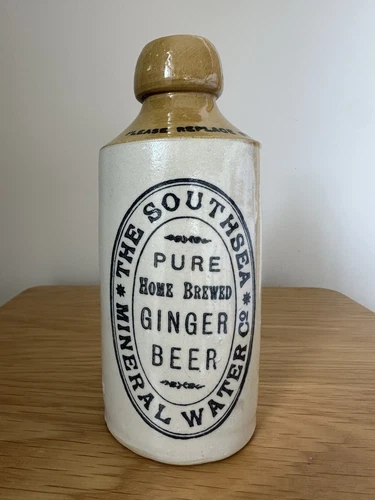 PLEASE REPLACE
THE SOUTHSEA
MINERAL WATER Co
PURE
HOME BREWED
GINGER
BEER